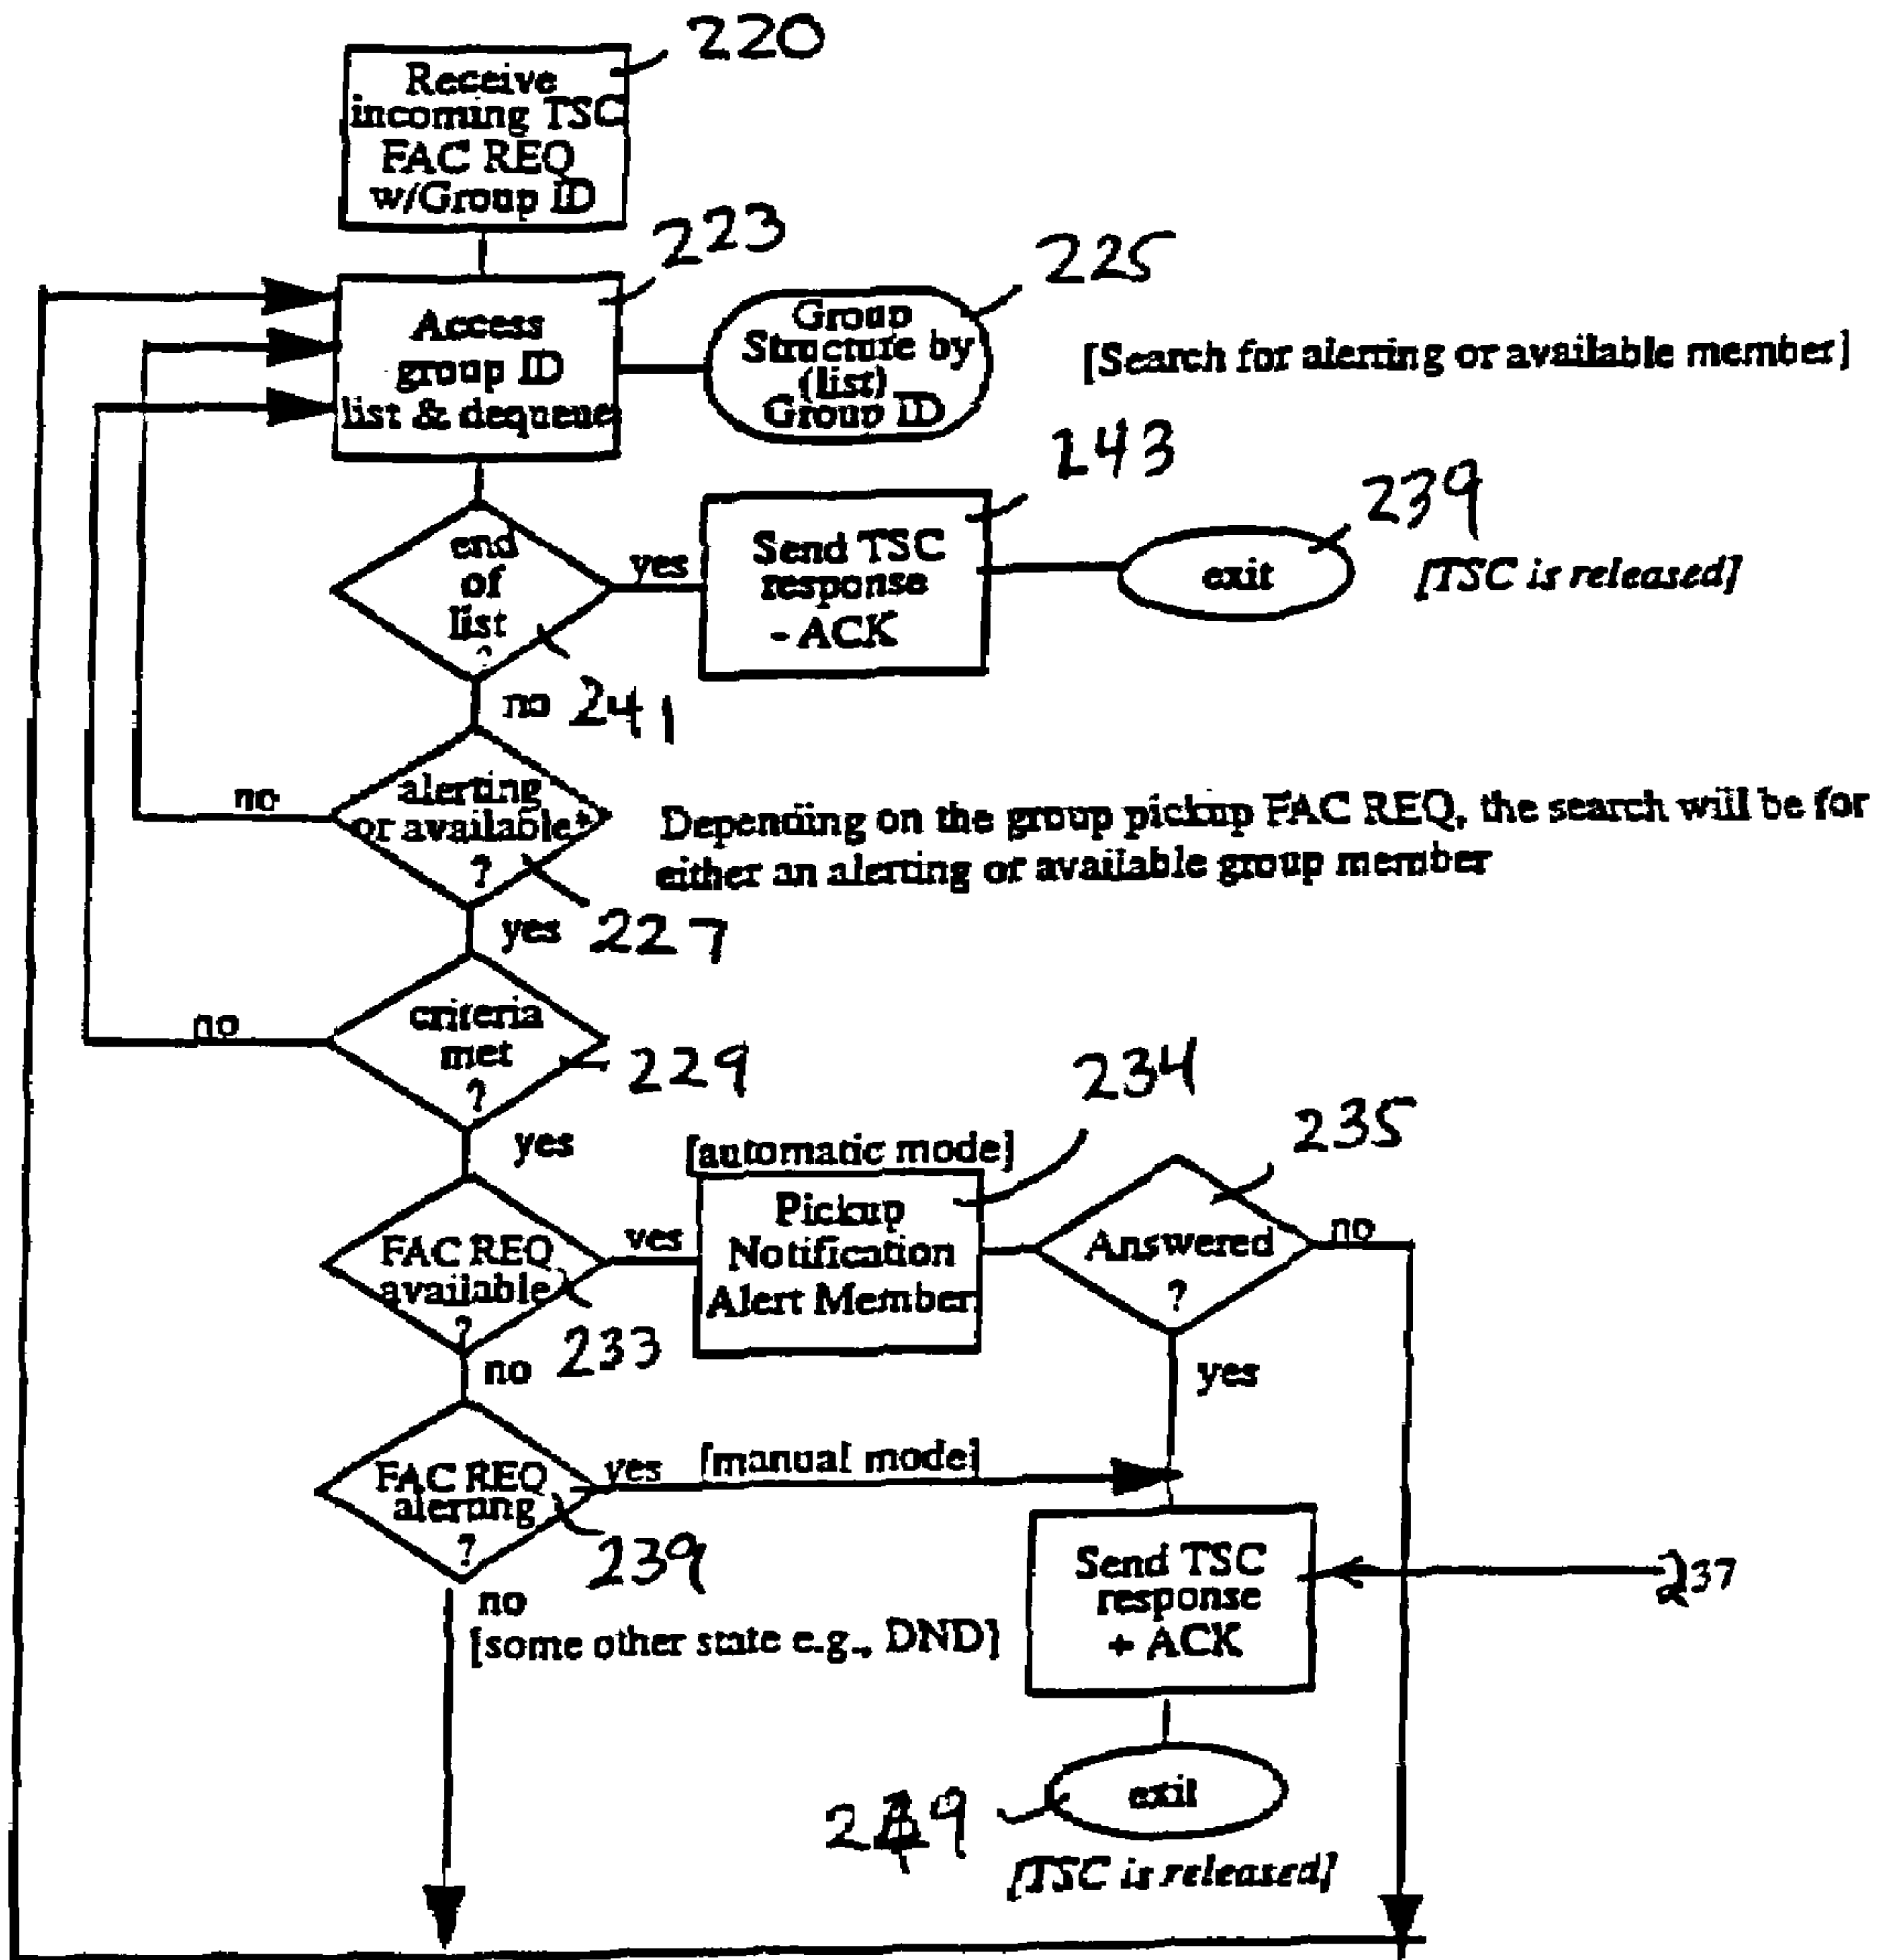 220
Receive
incoming TSC
FAC REQ
w/Group ID
223
Access
group ID
list & dequeue
225
Group
Structure by
(list)
Group ID
[Search for alerting or available member]
end
of
list
?
yes
243
Send TSC
response
- ACK
239
exit
[TSC is released]
no 241
alerting
or available*
?
no
Depending on the group pickup FAC REQ, the search will be for
either an alerting or available group member
yes 227
criteria
met
?
no
229
yes
FAC REQ
available
?
yes
[automatic mode]
234
Pickup
Notification
Alert Member
235
Answered
?
no
yes
no 233
FAC REQ
alerting
?
yes [manual mode]
239
no
[some other state e.g., DND]
Send TSC
response
+ ACK
237
exit
[TSC is released]